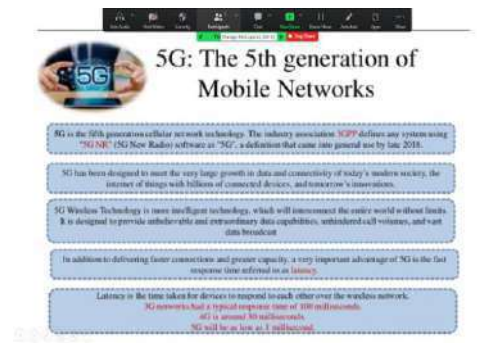 Participants
Chat
5G
5G: The 5th generation of
Mobile Networks
5G is the fifth generation cellular network technology. The industry association 3GPP defines any system using
"5G NR" (5G New Radio) software as "5G", a definition that came into general use by late 2018.
5G has been designed to meet the very large growth in data and connectivity of today's modern society, the
internet of things with billions of connected devices, and tomorrow's innovations.
5G Wireless Technology is more intelligent technology, which will interconnect the entire world without limits.
It is designed to provide unbelievable and extraordinary data capabilities, unhindered call volumes, and vast
data broadcast
In addition to delivering faster connections and greater capacity, a very important advantage of 5G is the fast
response time referred to as latency.
Latency is the time taken for devices to respond to each other over the wireless network.
3G networks had a typical response time of 100 milliseconds.
4G is around 30 milliseconds.
5G will be as low as 1 millisecond.